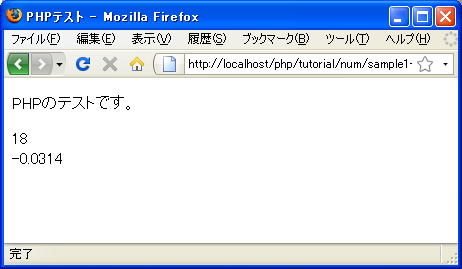 PHPテスト - Mozilla Firefox
ファイル(F) 編集(E) 表示(V) 履歴(S) ブックマーク(B) ツール(T) ヘルプ(H)
http://localhost/php/tutorial/num/sample1-
PHPのテストです。
18
-0.0314
完了